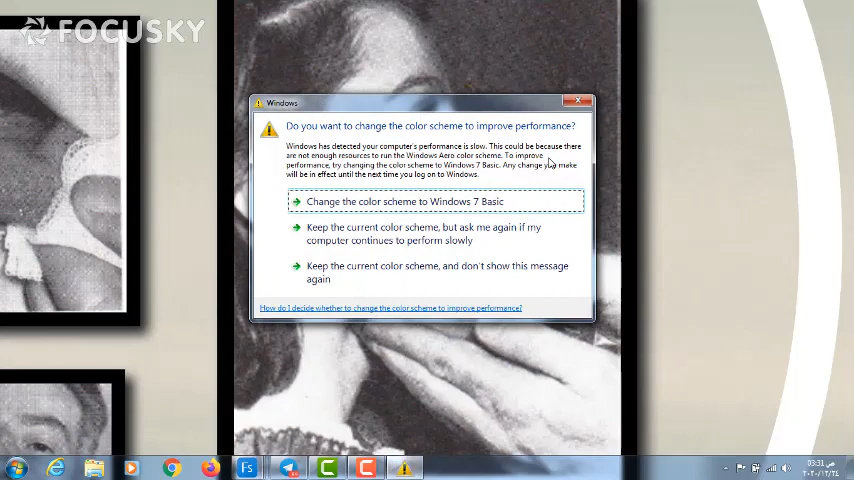 FOCUSKY
Windows
Do you want to change the color scheme to improve performance?
Windows has detected your computer's performance is slow. This could be because there
are not enough resources to run the Windows Aero color scheme. To improve
performance, try changing the color scheme to Windows 7 Basic. Any change you make
will be in effect until the next time you log on to Windows.
Change the color scheme to Windows 7 Basic
Keep the current color scheme, but ask me again if my
computer continues to perform slowly
Keep the current color scheme, and don't show this message
again
How do I decide whether to change the color scheme to improve performance?
Fs
03:31 ص
٢٠٢٠/١٢/٢٤